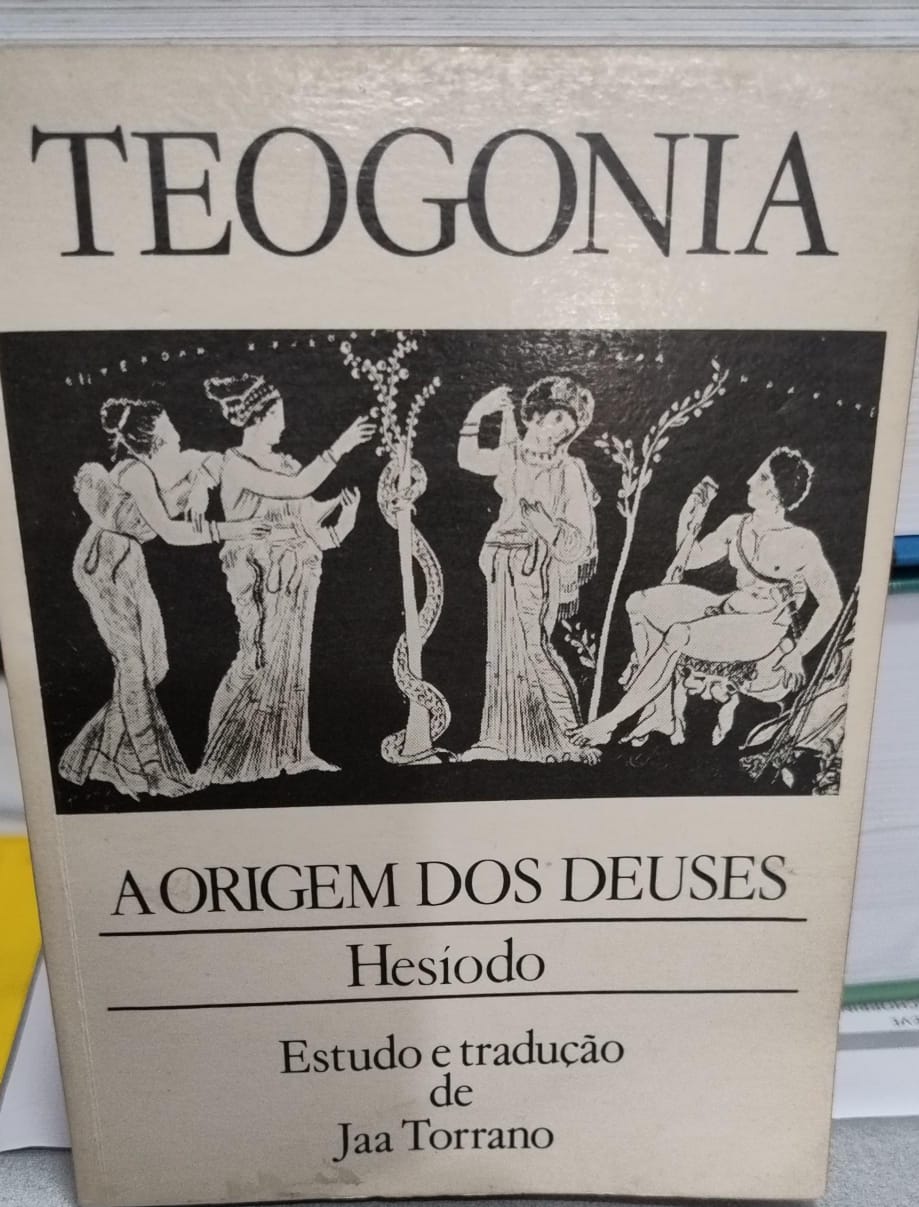 TEOGONIA
A ORIGEM DOS DEUSES
Hesíodo
Estudo e tradução
de
Jaa Torrano